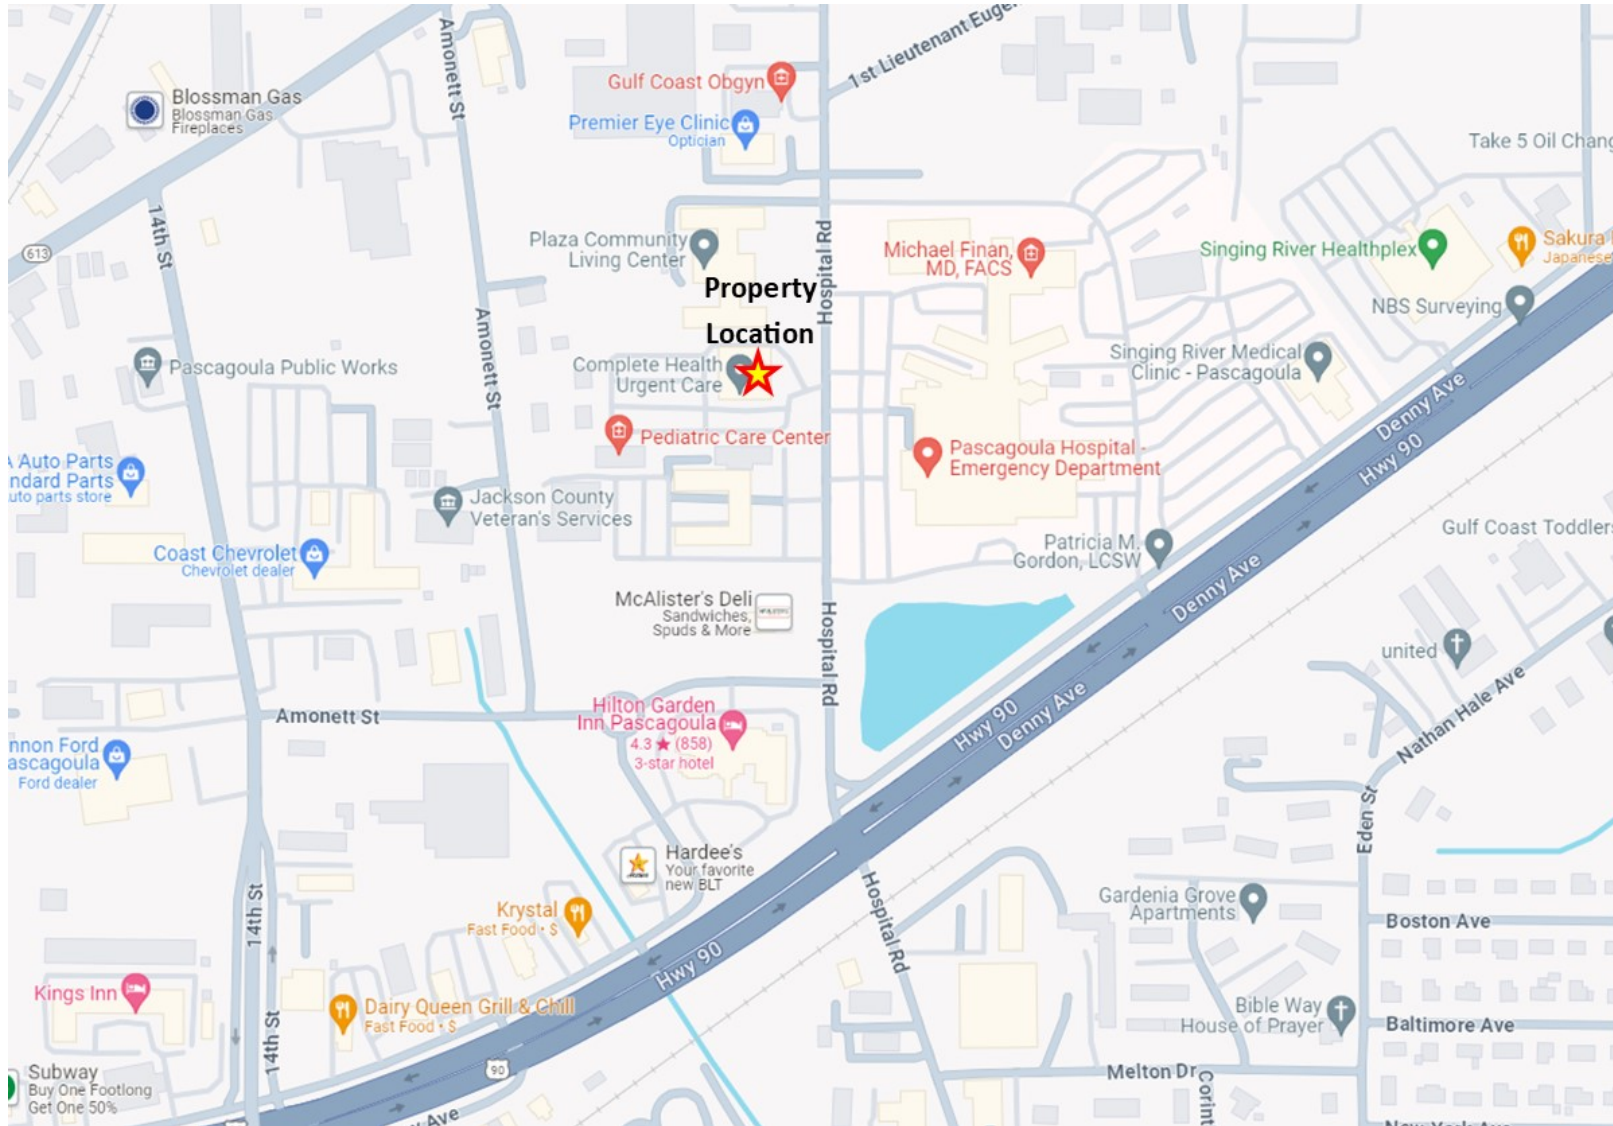 Amonett St
1st Lieutenant Euge
Gulf Coast Obgyn
Blossman Gas
Blossman Gas
Fireplaces
Premier Eye Clinic
Optician
Take 5 Oil Chang
14th St
613
Plaza Community
Living Center
Hospital Rd
Michael Finan,
MD, FACS
Singing River Healthplex
Sakura
Japanese
Property
Location
NBS Surveying
Amonett St
Pascagoula Public Works
Complete Health
Urgent Care
Singing River Medical
Clinic - Pascagoula
Denny Ave
Hwy 90
Pediatric Care Center
Pascagoula Hospital -
Emergency Department
A Auto Parts
ndard Parts
uto parts store
Jackson County
Veteran's Services
Coast Chevrolet
Chevrolet dealer
Patricia M.
Gordon, LCSW
Gulf Coast Toddlers
Denny Ave
McAlister's Deli
Sandwiches,
Spuds & More
Hospital Rd
united
Nathan Hale Ave
Amonett St
Hilton Garden
Inn Pascagoula
4.3 ★ (858)
3-star hotel
Hwy 90
Denny Ave
nnon Ford
ascagoula
Ford dealer
Eden St
Hardee's
Your favorite
new BLT
Krystal
Fast Food • $
14th St
Hospital Rd
Gardenia Grove
Apartments
Boston Ave
Hwy 90
Kings Inn
Dairy Queen Grill & Chill
Fast Food • $
14th St
Bible Way
House of Prayer
Baltimore Ave
90
Subway
Buy One Footlong
Get One 50%
Melton Dr
Corint
y Ave
New York Ave